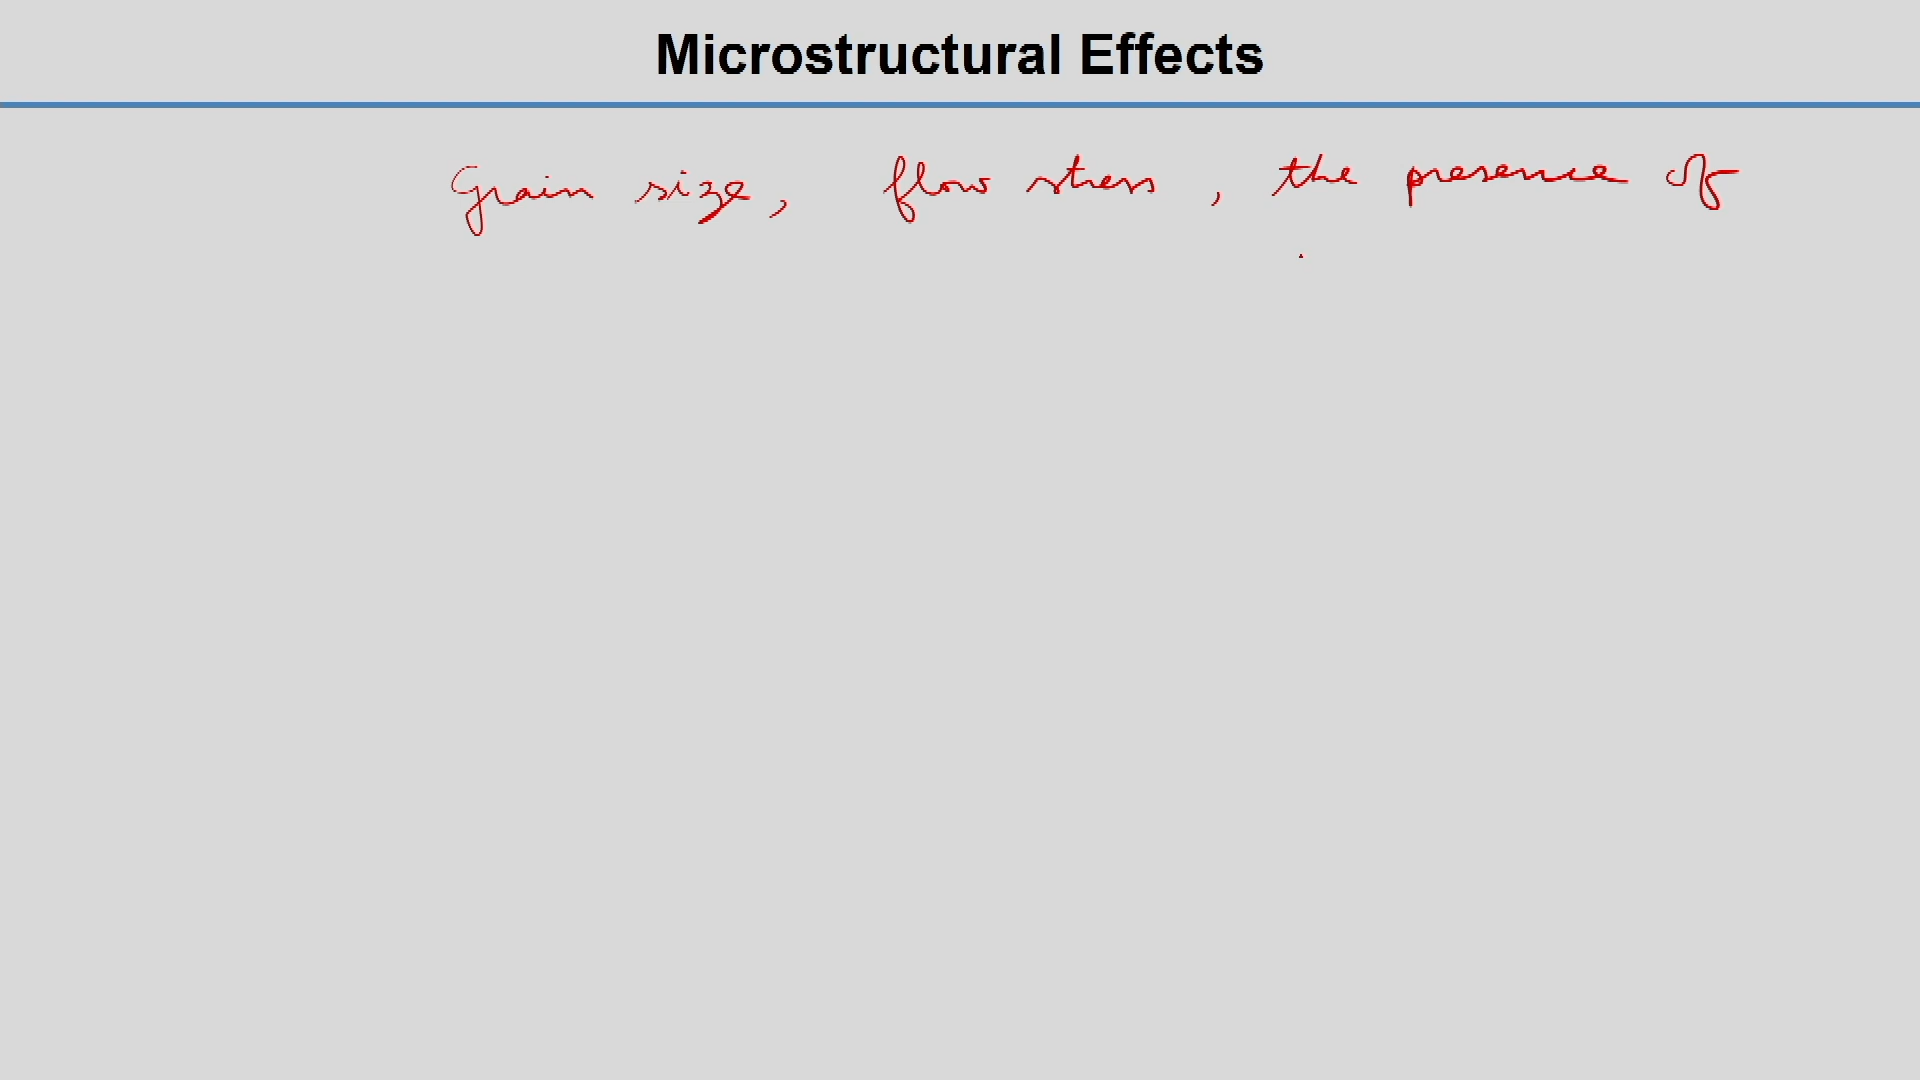 Microstructural Effects
Grain size, flow stress, the presence of